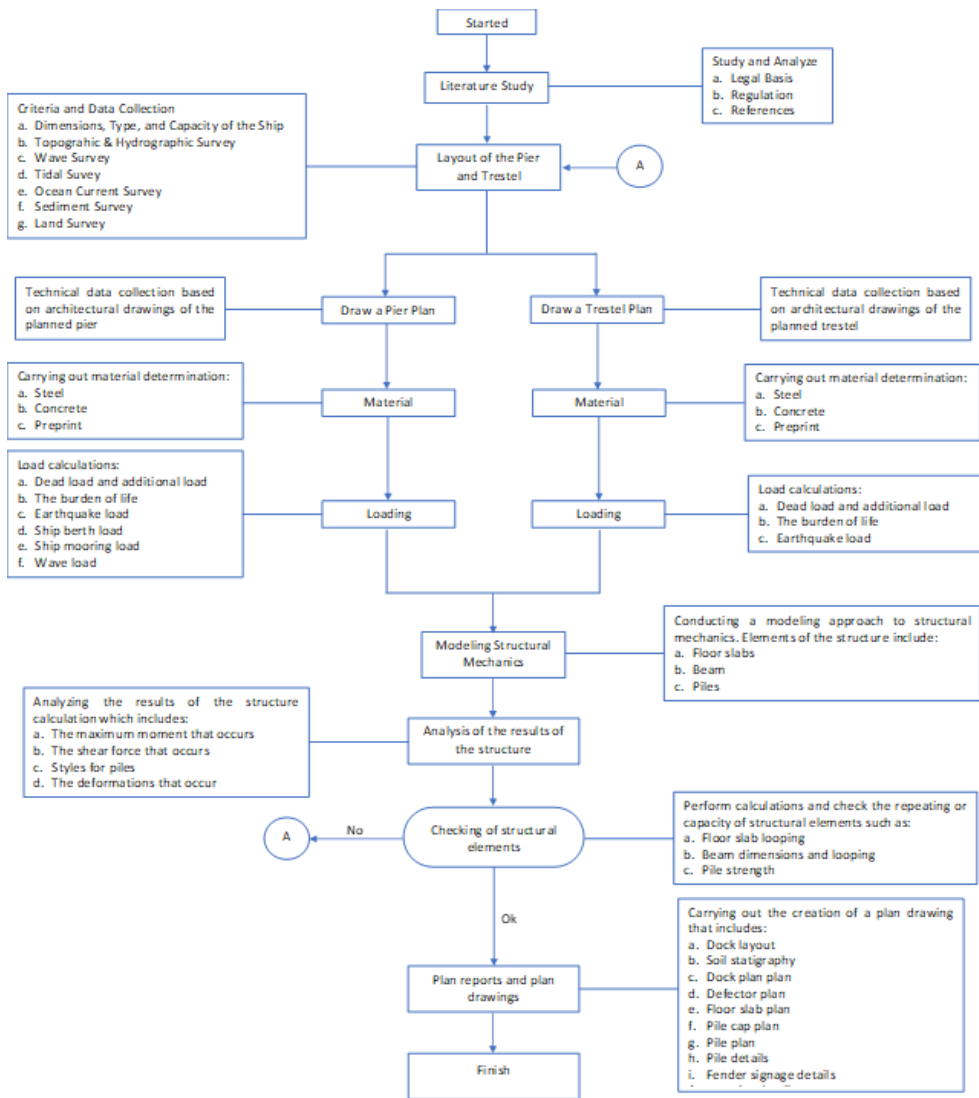 Started
Literature Study
Study and Analyze
a. Legal Basis
b. Regulation
c. References
Criteria and Data Collection
a. Dimensions, Type, and Capacity of the Ship
b. Topograhic & Hydrographic Survey
c. Wave Survey
d. Tidal Suvey
e. Ocean Current Survey
f. Sediment Survey
g. Land Survey
Layout of the Pier
and Trestel
A
Technical data collection based
on architectural drawings of the
planned pier
Draw a Pier Plan
Draw a Trestel Plan
Technical data collection based
on architectural drawings of the
planned trestel
Carrying out material determination:
a. Steel
b. Concrete
c. Preprint
Material
Material
Carrying out material determination:
a. Steel
b. Concrete
c. Preprint
Load calculations:
a. Dead load and additional load
b. The burden of life
c. Earthquake load
d. Ship berth load
e. Ship mooring load
f. Wave load
Loading
Loading
Load calculations:
a. Dead load and additional load
b. The burden of life
c. Earthquake load
Modeling Structural
Mechanics
Conducting a modeling approach to structural
mechanics. Elements of the structure include:
a. Floor slabs
b. Beam
c. Piles
Analyzing the results of the structure
calculation which includes:
a. The maximum moment that occurs
b. The shear force that occurs
c. Styles for piles
d. The deformations that occur
Analysis of the results of
the structure
A
No
Checking of structural
elements
Perform calculations and check the repeating or
capacity of structural elements such as:
a. Floor slab looping
b. Beam dimensions and looping
c. Pile strength
Ok
Plan reports and plan
drawings
Carrying out the creation of a plan drawing
that includes:
a. Dock layout
b. Soil statigraphy
c. Dock plan plan
d. Defector plan
e. Floor slab plan
f. Pile cap plan
g. Pile plan
h. Pile details
i. Fender signage details
Finish